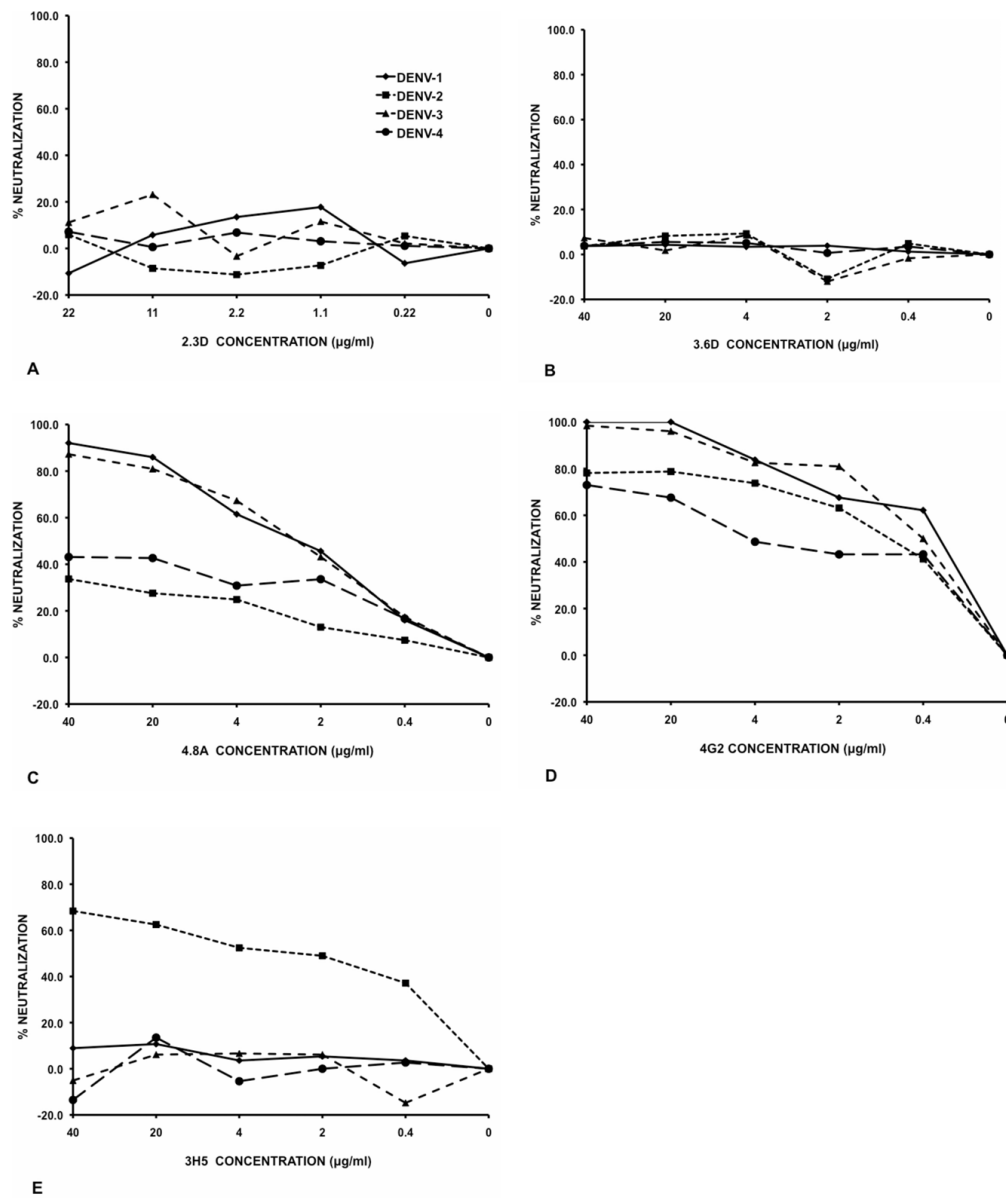 100.0
80.0
60.0
40.0
20.0
0.0
-20.0
% NEUTRALIZATION
DENV-1
DENV-2
DENV-3
DENV-4
22 11 2.2 1.1 0.22 0
2.3D CONCENTRATION (µg/ml)
A
100.0
80.0
60.0
40.0
20.0
0.0
-20.0
% NEUTRALIZATION
40 20 4 2 0.4 0
3.6D CONCENTRATION (µg/ml)
B
100.0
80.0
60.0
40.0
20.0
0.0
-20.0
% NEUTRALIZATION
40 20 4 2 0.4 0
4.8A CONCENTRATION (µg/ml)
C
100.0
80.0
60.0
40.0
20.0
0.0
-20.0
% NEUTRALIZATION
40 20 4 2 0.4
4G2 CONCENTRATION (µg/ml)
D
100.0
80.0
60.0
40.0
20.0
0.0
-20.0
% NEUTRALIZATION
40 20 4 2 0.4 0
3H5 CONCENTRATION (µg/ml)
E